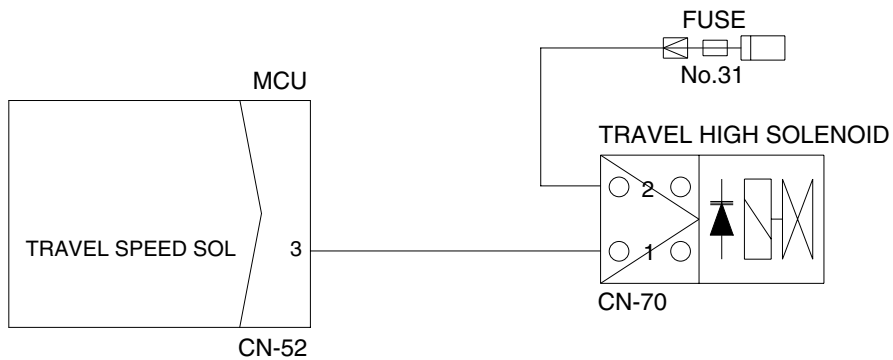 FUSE
No.31
MCU
TRAVEL HIGH SOLENOID
2
TRAVEL SPEED SOL 3
1
CN-70
CN-52